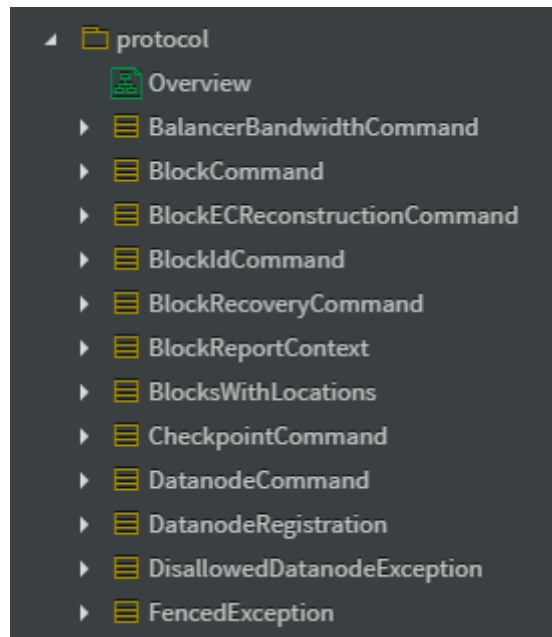 protocol
Overview
BalancerBandwidthCommand
BlockCommand
BlockECReconstructionCommand
BlockIdCommand
BlockRecoveryCommand
BlockReportContext
BlocksWithLocations
CheckpointCommand
DatanodeCommand
DatanodeRegistration
DisallowedDatanodeException
FencedException